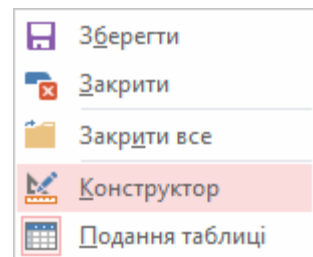 Зберегти
Закрити
Закрити все
Конструктор
Подання таблиці